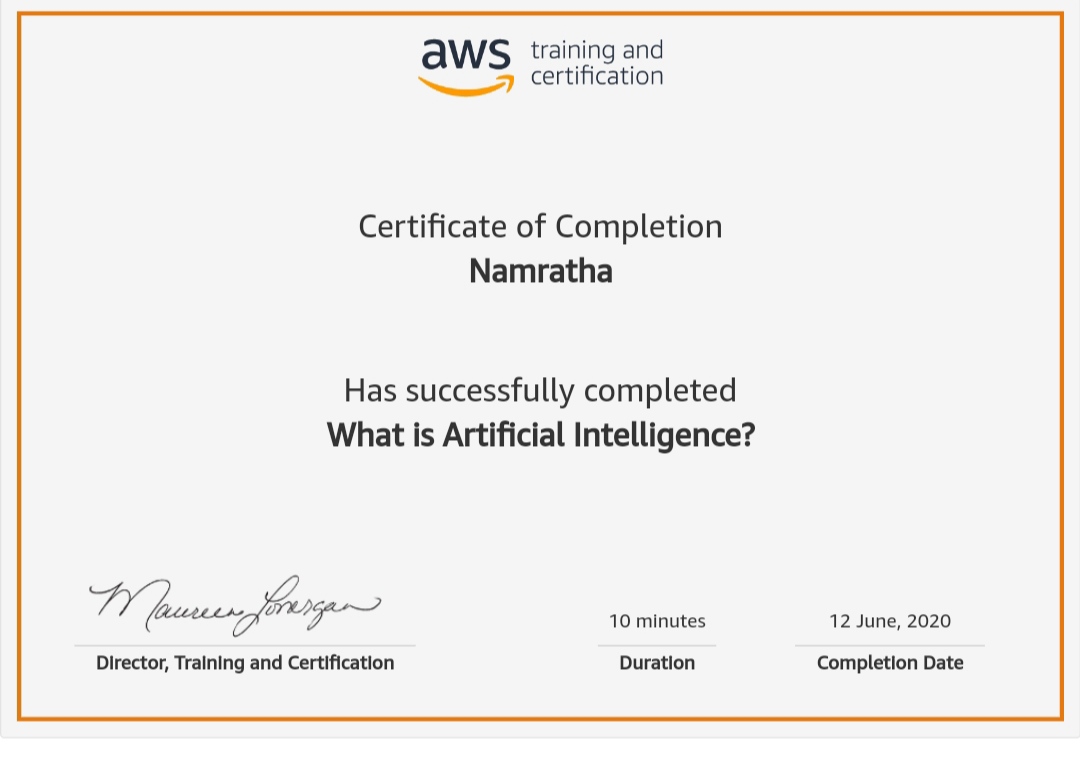 aws training and
certification
Certificate of Completion
Namratha
Has successfully completed
What is Artificial Intelligence?
Maureen Lonergan
10 minutes
12 June, 2020
Director, Training and Certification
Duration
Completion Date